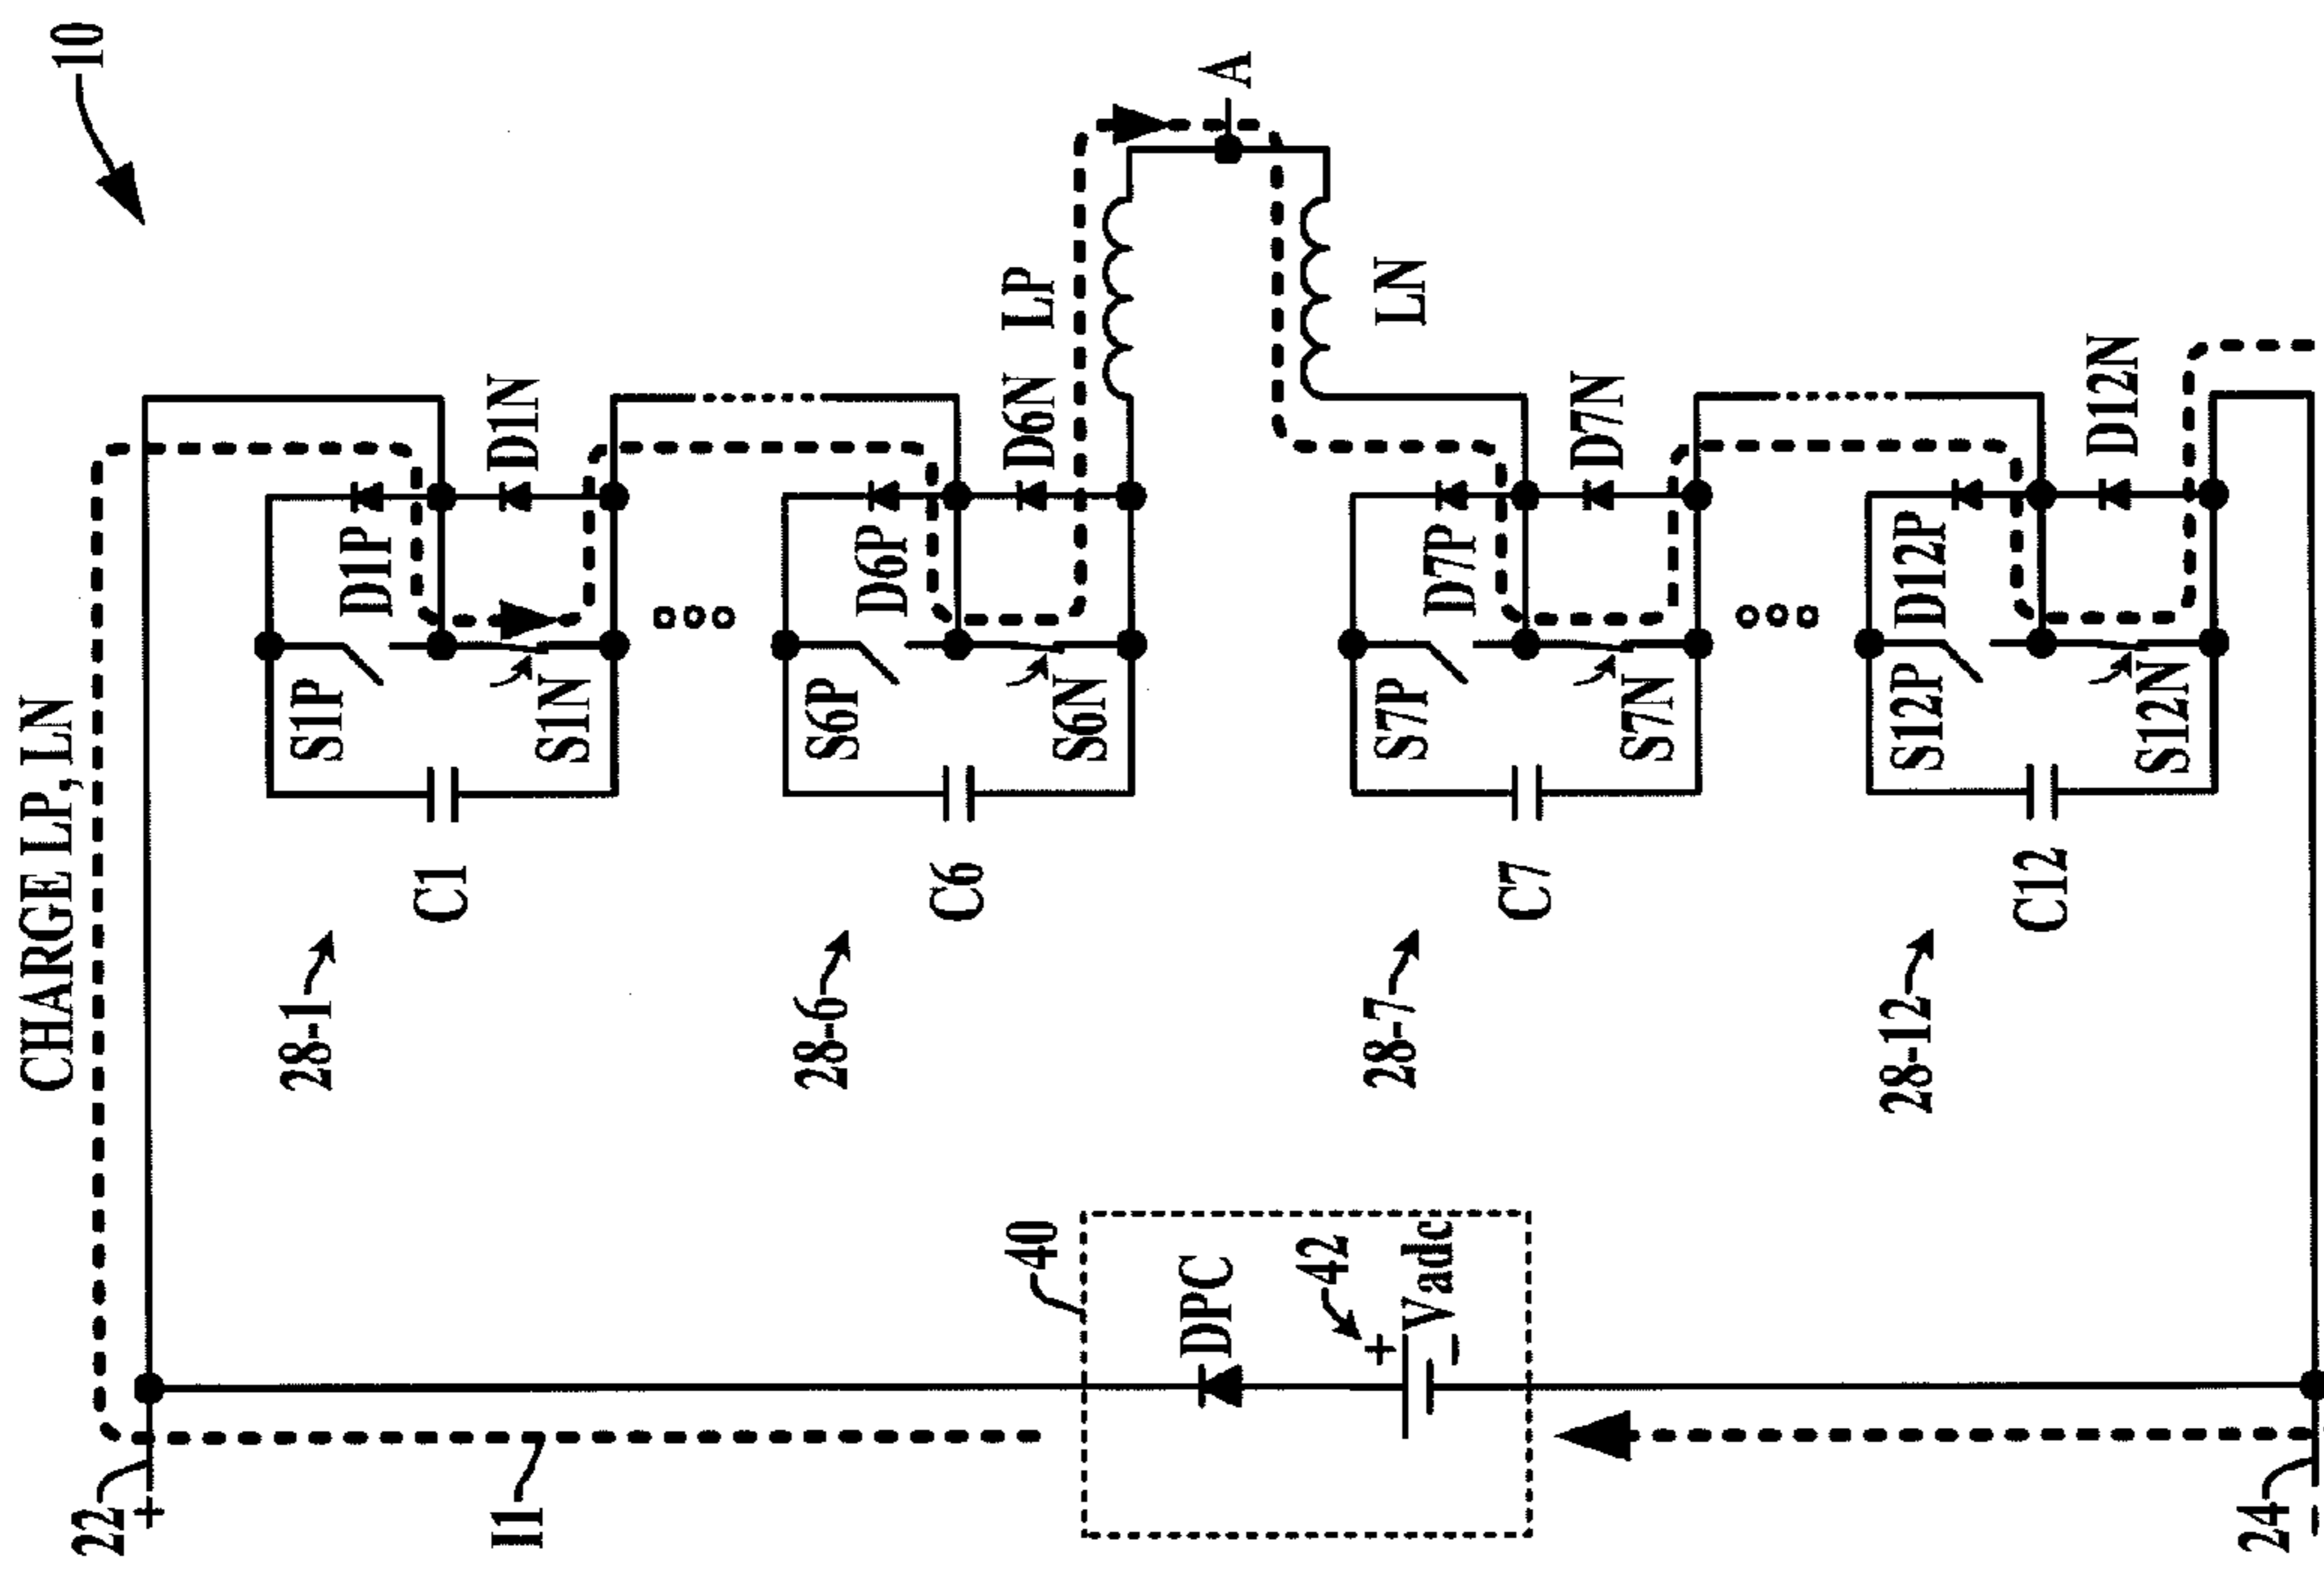 10
CHARGE LP, LN
A
28-1
C1
S1P
D1P
S1N
D1N
28-6
C6
S6P
D6P
S6N
D6N
LP
LN
28-7
C7
S7P
D7P
S7N
D7N
28-12
C12
S12P
D12P
S12N
D12N
40
DPC
42
+
Vadc
−
22
+
II1
24
−